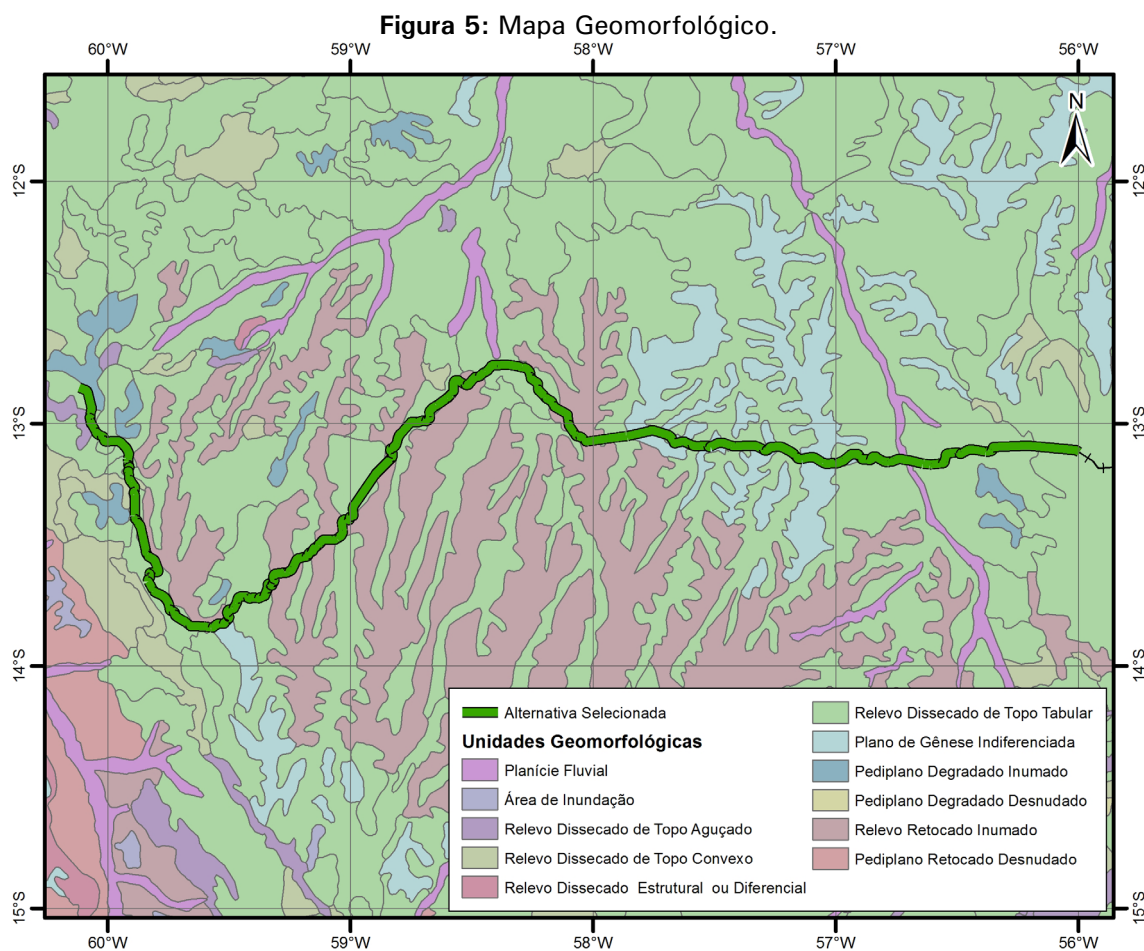 Figura 5: Mapa Geomorfológico.
60°W 59°W 58°W 57°W 56°W
N
12°S 12°S
13°S 13°S
14°S 14°S
Alternativa Selecionada
Unidades Geomorfológicas
Planície Fluvial
Área de Inundação
Relevo Dissecado de Topo Aguçado
Relevo Dissecado de Topo Convexo
Relevo Dissecado Estrutural ou Diferencial
Relevo Dissecado de Topo Tabular
Plano de Gênese Indiferenciada
Pediplano Degradado Inumado
Pediplano Degradado Desnudado
Relevo Retocado Inumado
Pediplano Retocado Desnudado
15°S 15°S
60°W 59°W 58°W 57°W 56°W